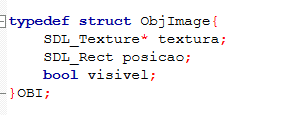 typedef struct ObjImage{
    SDL_Texture* textura;
    SDL_Rect posicao;
    bool visivel;
}OBI;